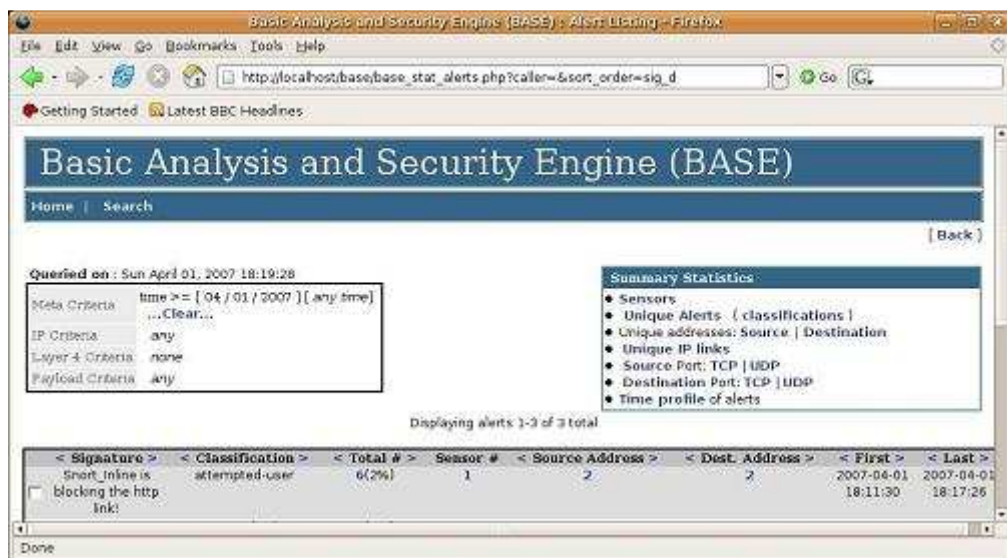 Basic Analysis and Security Engine (BASE) : Alert Listing - Firefox
File Edit View Go Bookmarks Tools Help
http://localhost/base/base_stat_alerts.php?caller=&sort_order=sig_d
Go
Getting Started Latest BBC Headlines
Basic Analysis and Security Engine (BASE)
Home | Search
[ Back ]
Queried on : Sun April 01, 2007 18:19:28
Meta Criteria time >= [ 04 / 01 / 2007 ] [ any time]
...Clear...
IP Criteria any
Layer 4 Criteria none
Payload Criteria any
Summary Statistics
Sensors
Unique Alerts ( classifications )
Unique addresses: Source | Destination
Unique IP links
Source Port: TCP | UDP
Destination Port: TCP | UDP
Time profile of alerts
Displaying alerts 1-3 of 3 total
< Signature > < Classification > < Total # > Sensor # < Source Address > < Dest. Address > < First > < Last >
Snort_Inline is attempted-user 6(2%) 1 2 2 2007-04-01 2007-04-01
blocking the http 18:11:30 18:17:26
link!
Done